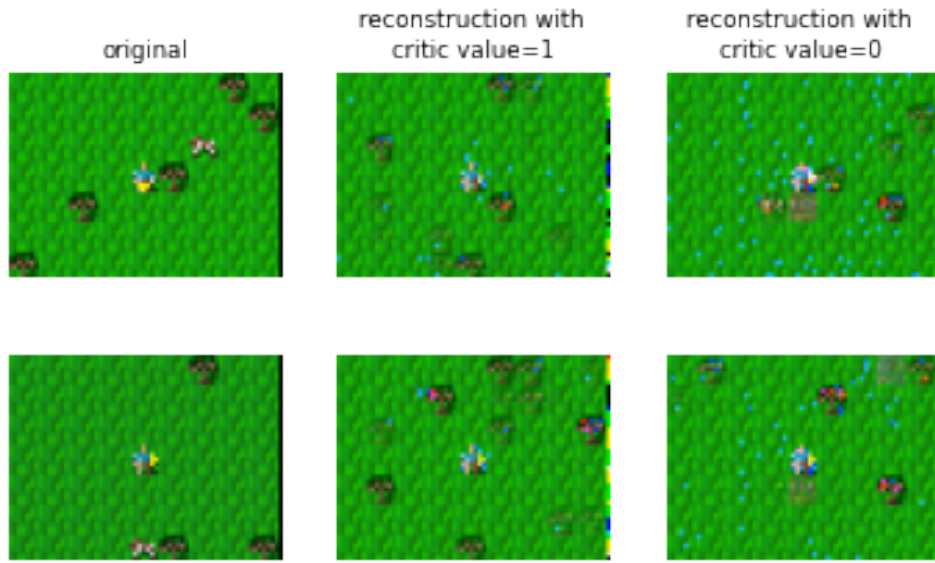 original
reconstruction with
critic value=1
reconstruction with
critic value=0